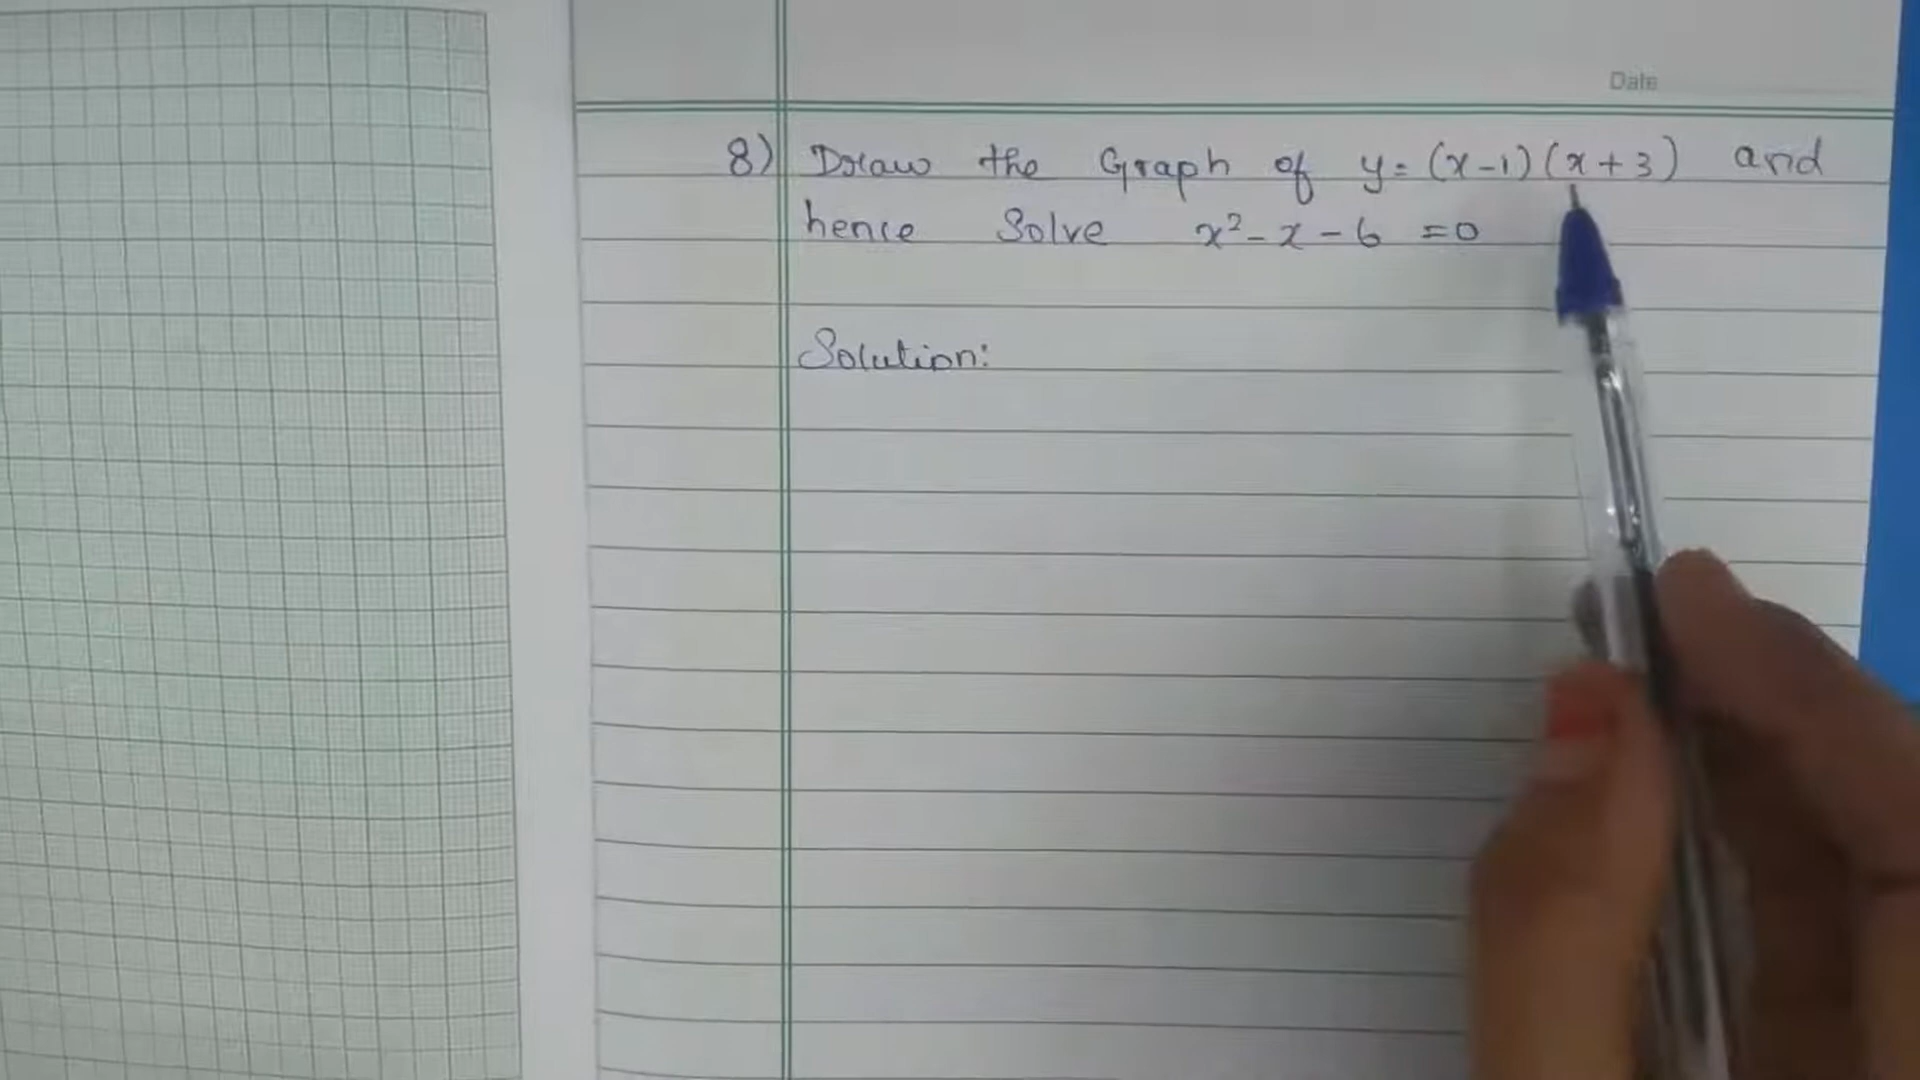 Date
8) Draw the Graph of y=(x-1)(x+3) and
hence Solve x²-x-6 =0
Solution: